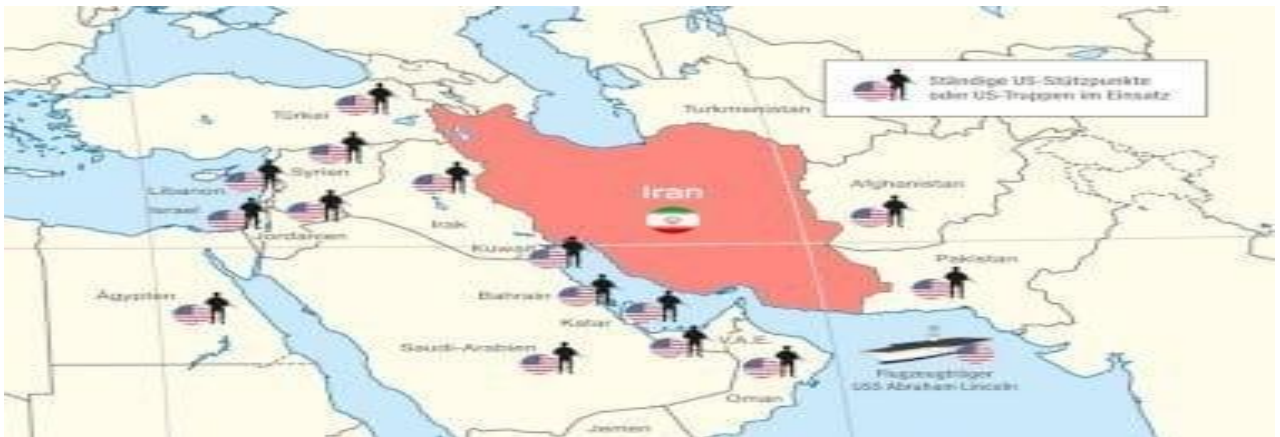 Ständige US-Stützpunkte
oder US-Truppen im Einsatz
Türkei
Turkmenistan
Syrien
Libanon
Iran
Afghanistan
Israel
Irak
Jordanien
Kuwait
Pakistan
Ägypten
Bahrain
Katar
V.A.E.
Saudi-Arabien
Flugzeugträger
USS Abraham Lincoln
Oman
Jemen